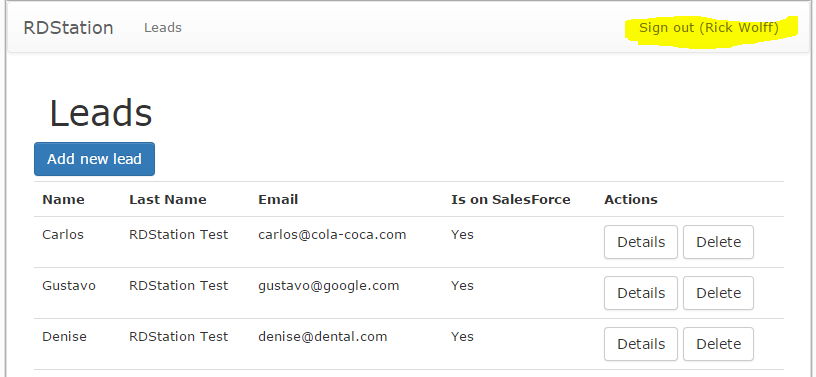 RDStation Leads Sign out (Rick Wolff)
Leads
Add new lead
Name Last Name Email Is on SalesForce Actions
Carlos RDStation Test carlos@cola-coca.com Yes Details Delete
Gustavo RDStation Test gustavo@google.com Yes Details Delete
Denise RDStation Test denise@dental.com Yes Details Delete